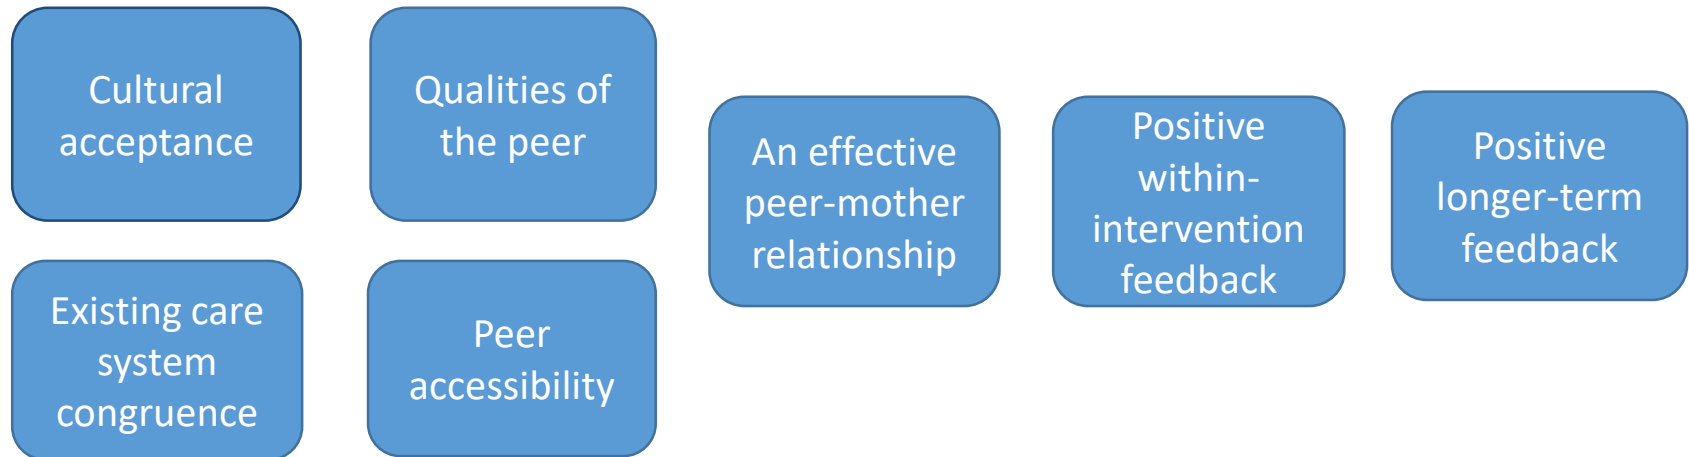 Cultural
acceptance
Qualities of
the peer
An effective
peer-mother
relationship
Positive
within-
intervention
feedback
Positive
longer-term
feedback
Existing care
system
congruence
Peer
accessibility